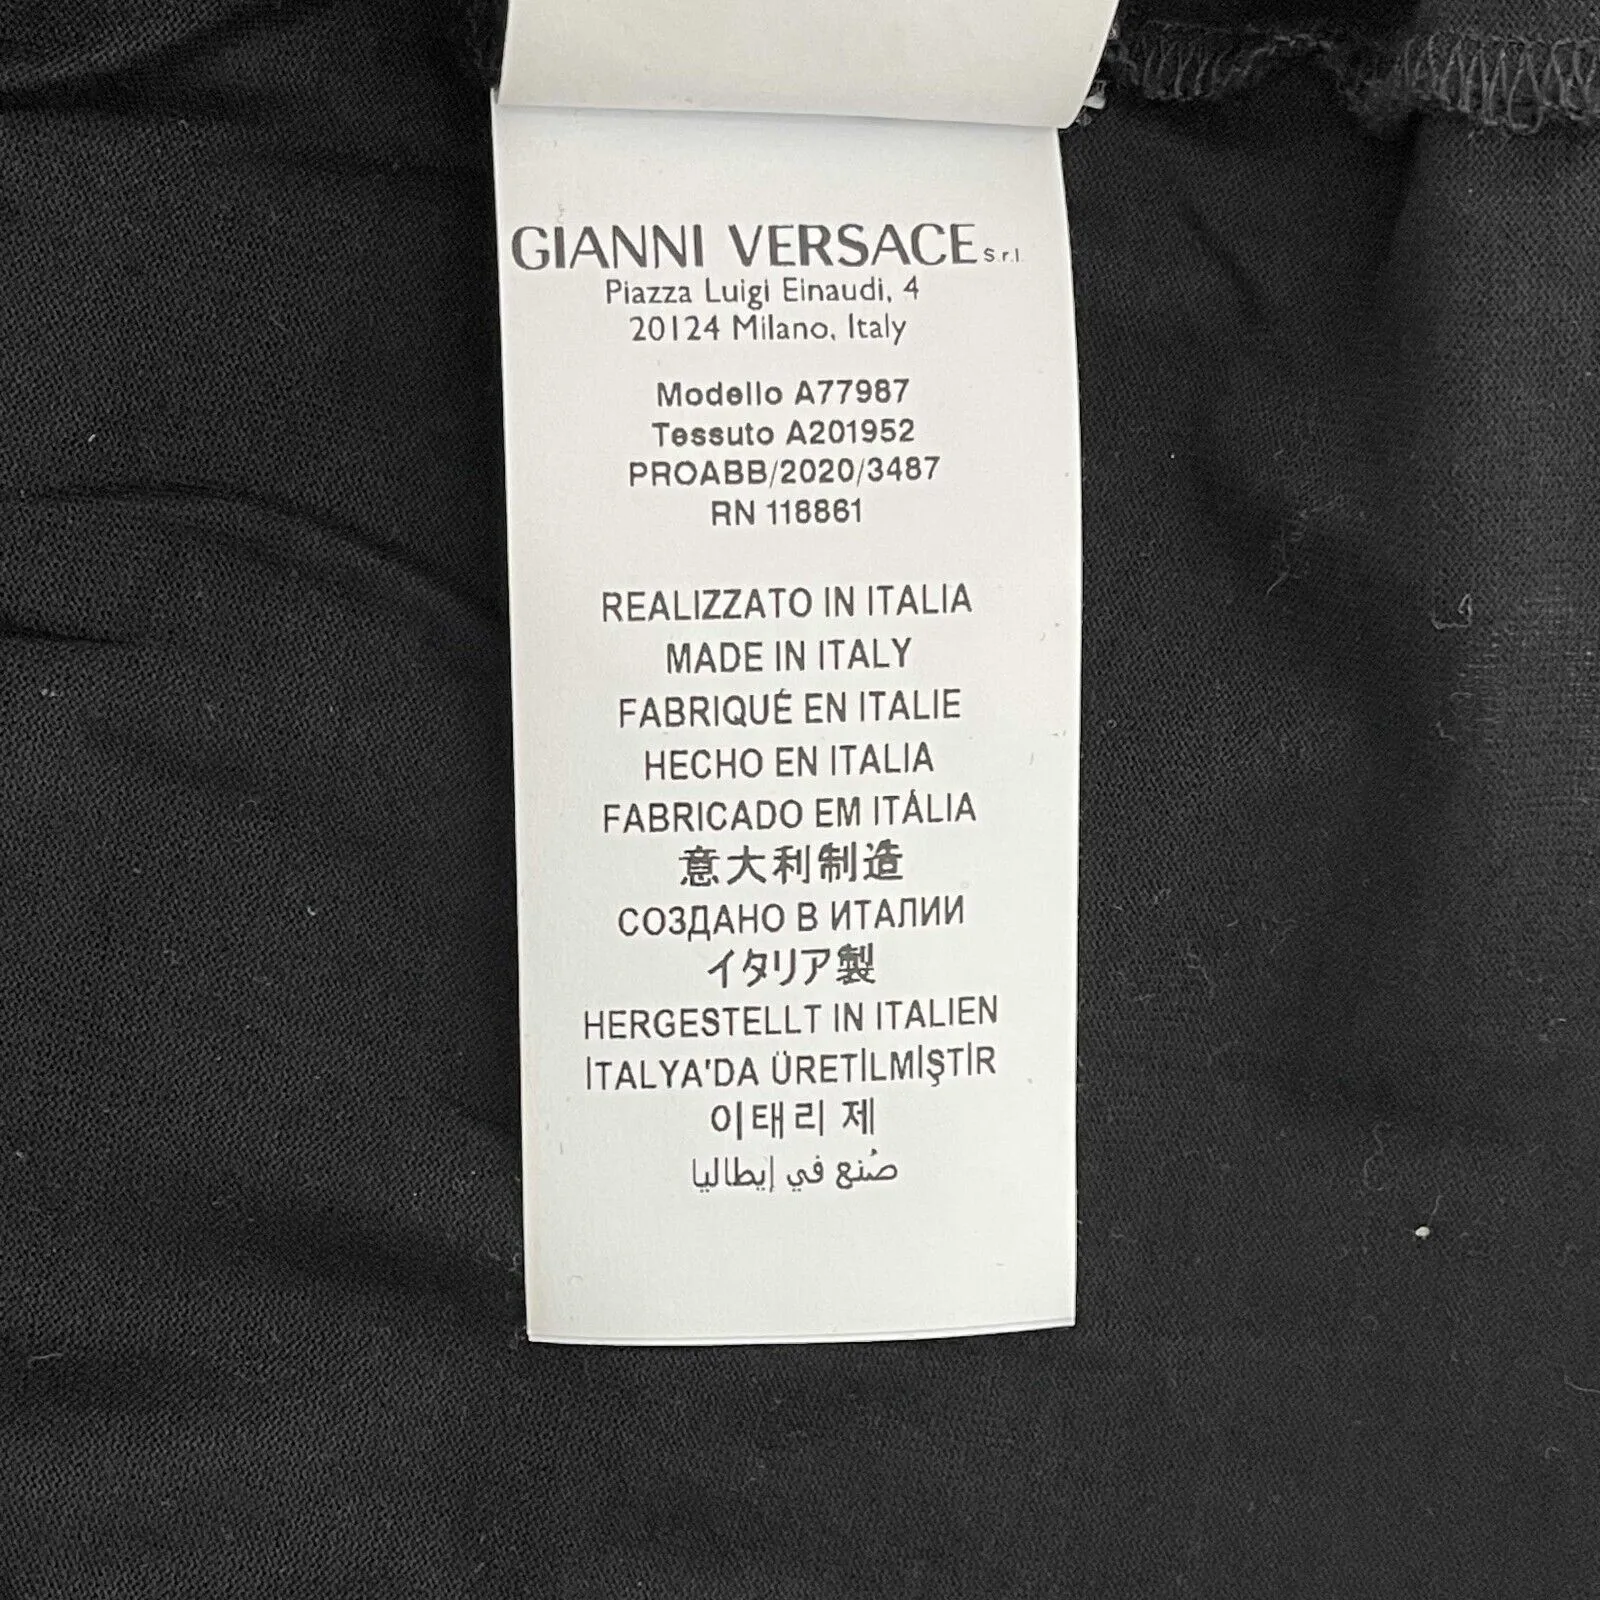 GIANNI VERSACE S.r.l.
Piazza Luigi Einaudi, 4
20124 Milano, Italy
Modello A77987
Tessuto A201952
PROABB/2020/3487
RN 118861
REALIZZATO IN ITALIA
MADE IN ITALY
FABRIQUÉ EN ITALIE
HECHO EN ITALIA
FABRICADO EM ITÁLIA
意大利制造
СОЗДАНО В ИТАЛИИ
イタリア製
HERGESTELLT IN ITALIEN
İTALYA'DA ÜRETİLMİŞTİR
이태리 제
صُنع في إيطاليا